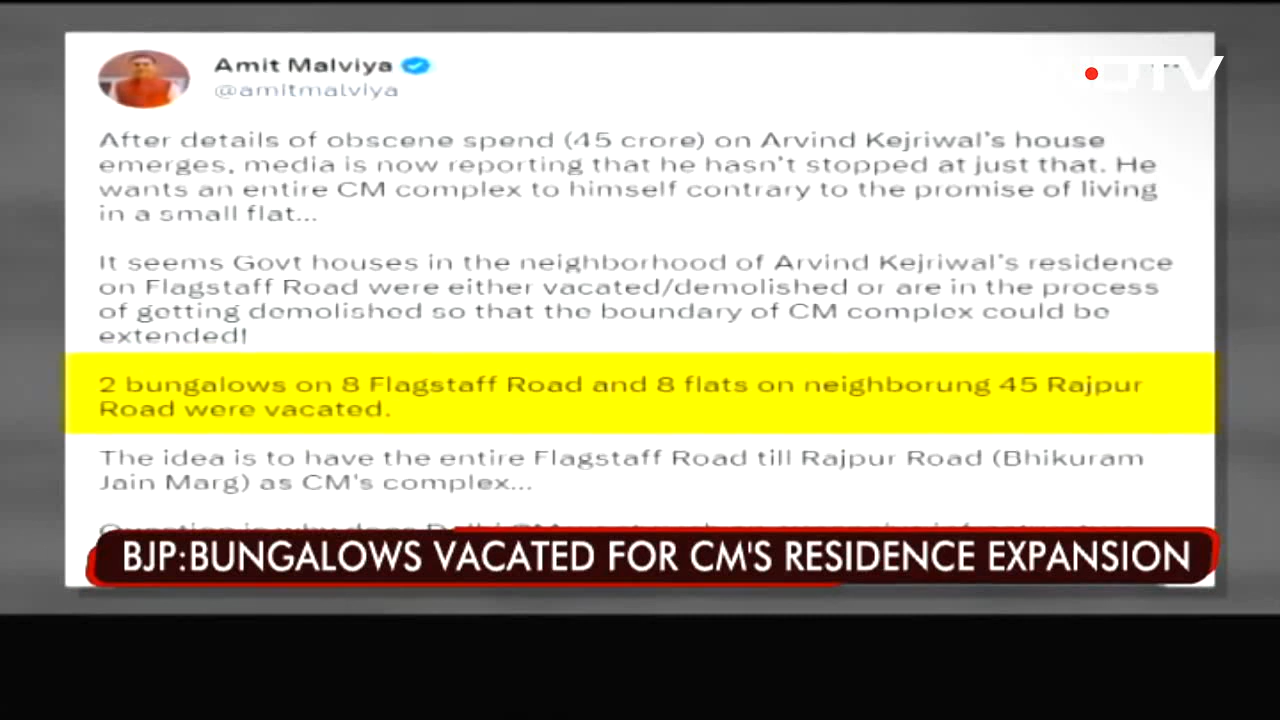 Amit Malviya
@amitmalviya
NDTV
After details of obscene spend (45 crore) on Arvind Kejriwal's house
emerges, media is now reporting that he hasn't stopped at just that. He
wants an entire CM complex to himself contrary to the promise of living
in a small flat...
It seems Govt houses in the neighborhood of Arvind Kejriwal's residence
on Flagstaff Road were either vacated/demolished or are in the process
of getting demolished so that the boundary of CM complex could be
extended!
2 bungalows on 8 Flagstaff Road and 8 flats on neighborung 45 Rajpur
Road were vacated.
The idea is to have the entire Flagstaff Road till Rajpur Road (Bhikuram
Jain Marg) as CM's complex...
BJP:BUNGALOWS VACATED FOR CM'S RESIDENCE EXPANSION